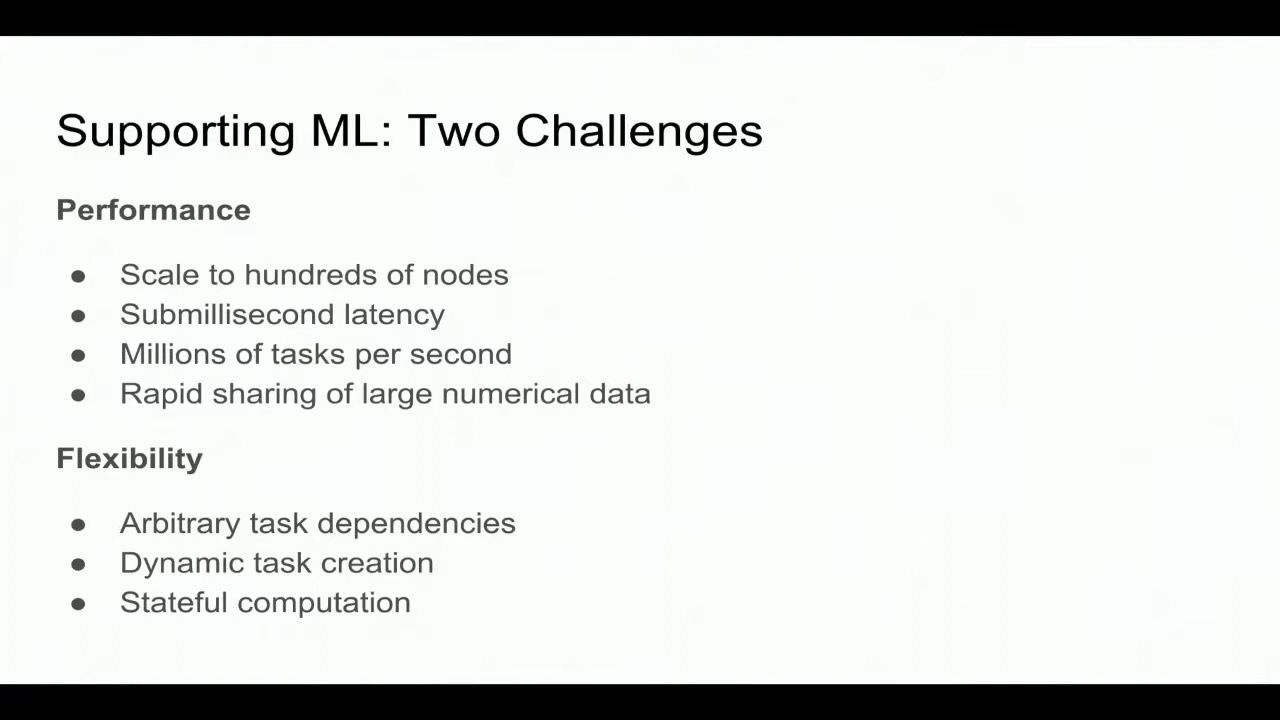 Supporting ML: Two Challenges
Performance
● Scale to hundreds of nodes
● Submillisecond latency
● Millions of tasks per second
● Rapid sharing of large numerical data
Flexibility
● Arbitrary task dependencies
● Dynamic task creation
● Stateful computation